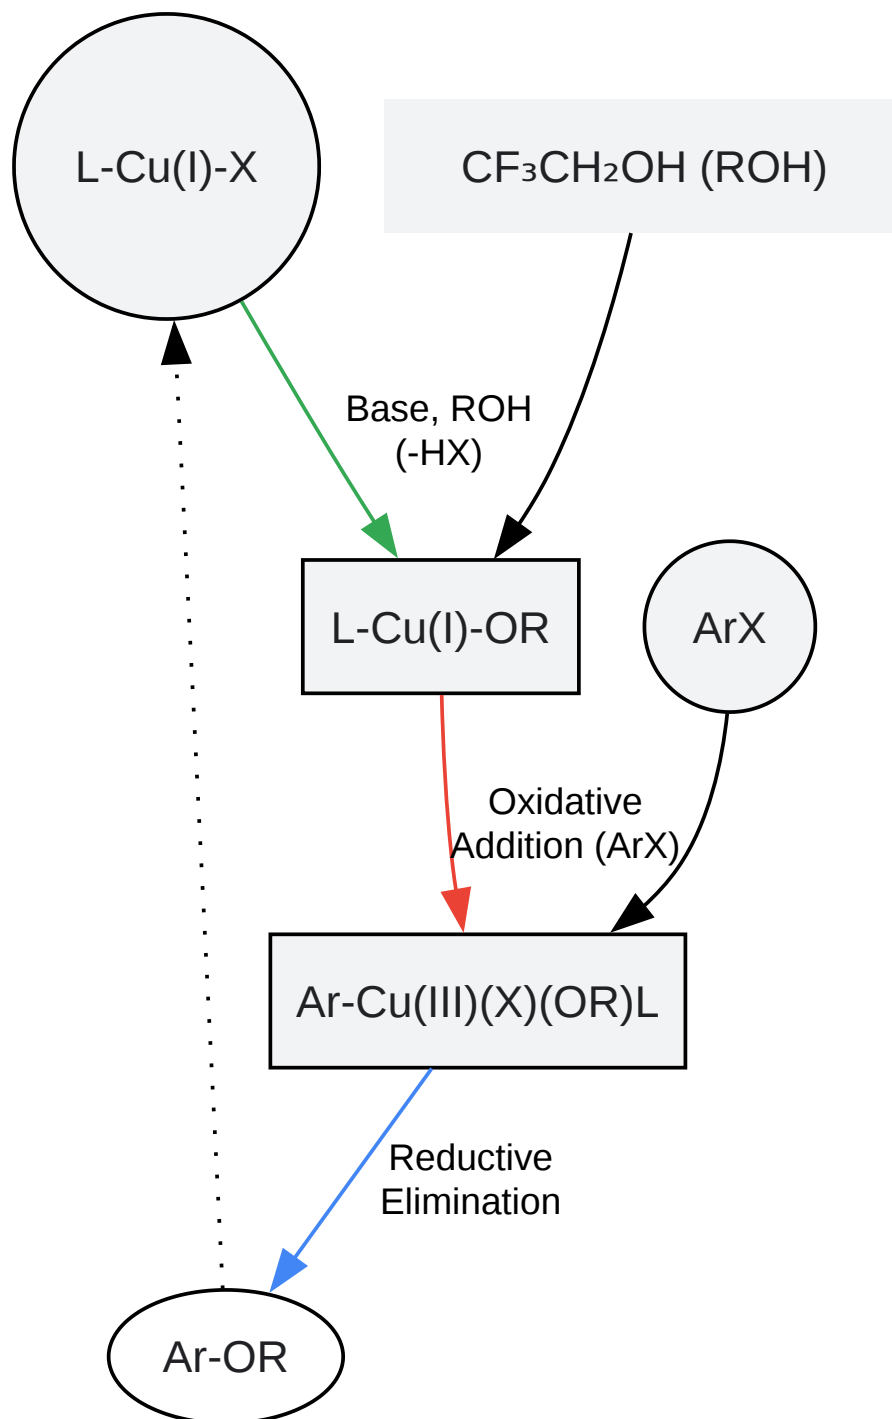 L-Cu(I)-X
CF₃CH₂OH (ROH)
Base, ROH
(-HX)
L-Cu(I)-OR
ArX
Oxidative
Addition (ArX)
Ar-Cu(III)(X)(OR)L
Reductive
Elimination
Ar-OR